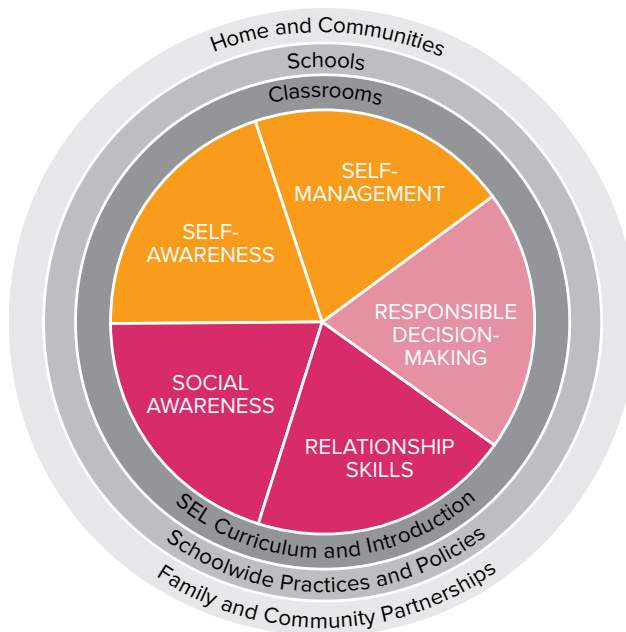 Home and Communities
Schools
Classrooms
SELF-
MANAGEMENT
SELF-
AWARENESS
RESPONSIBLE
DECISION-
MAKING
SOCIAL
AWARENESS
RELATIONSHIP
SKILLS
SEL Curriculum and Introduction
Schoolwide Practices and Policies
Family and Community Partnerships